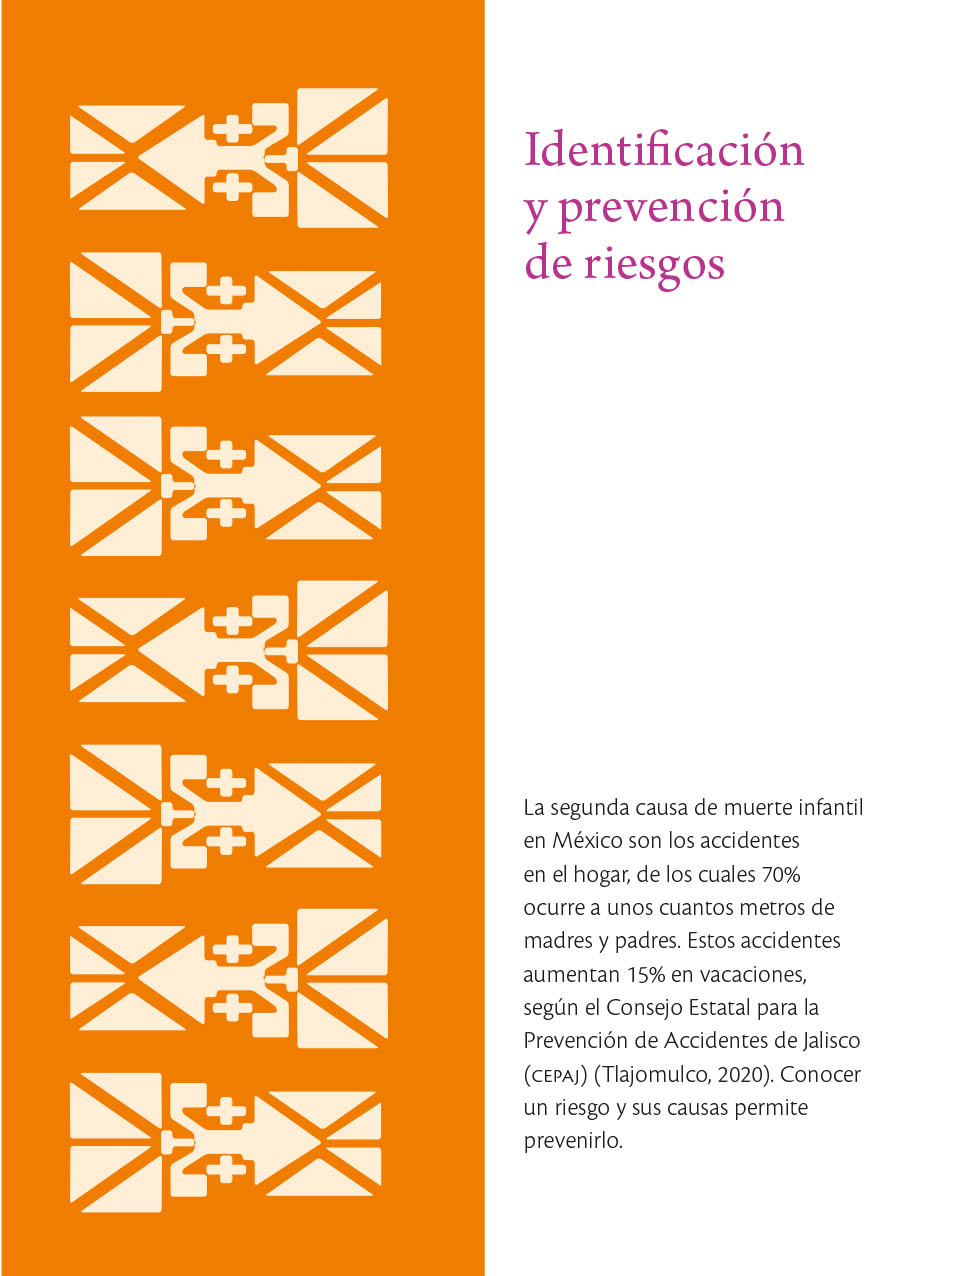 Identificación
y prevención
de riesgos
La segunda causa de muerte infantil
en México son los accidentes
en el hogar, de los cuales 70%
ocurre a unos cuantos metros de
madres y padres. Estos accidentes
aumentan 15% en vacaciones,
según el Consejo Estatal para la
Prevención de Accidentes de Jalisco
(CEPAJ) (Tlajomulco, 2020). Conocer
un riesgo y sus causas permite
prevenirlo.